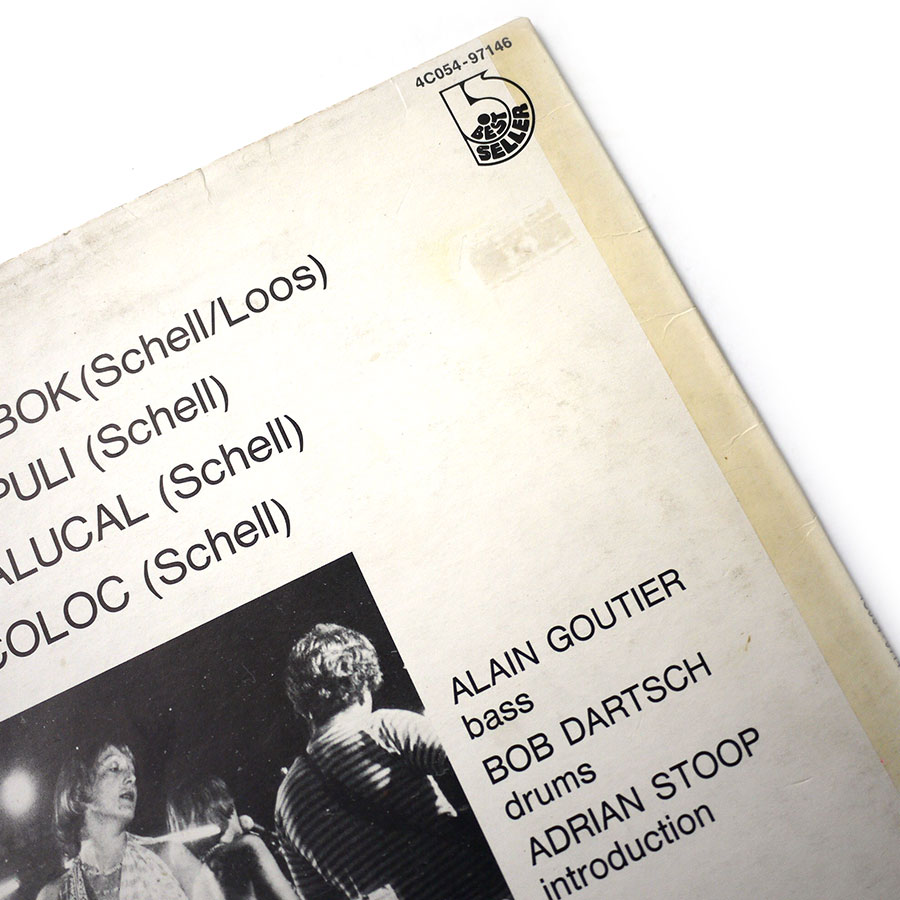 4C054-97146
BEST
SELLER
BOK (Schell/Loos)
PULI (Schell)
ALUCAL (Schell)
COLOC (Schell)
ALAIN GOUTIER
bass
BOB DARTSCH
drums
ADRIAN STOOP
introduction